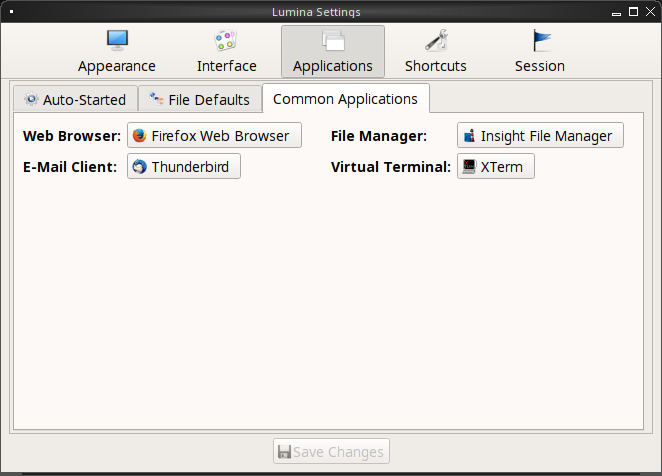 Lumina Settings
Appearance Interface Applications Shortcuts Session
Auto-Started File Defaults Common Applications
Web Browser: Firefox Web Browser File Manager: Insight File Manager
E-Mail Client: Thunderbird Virtual Terminal: XTerm
Save Changes